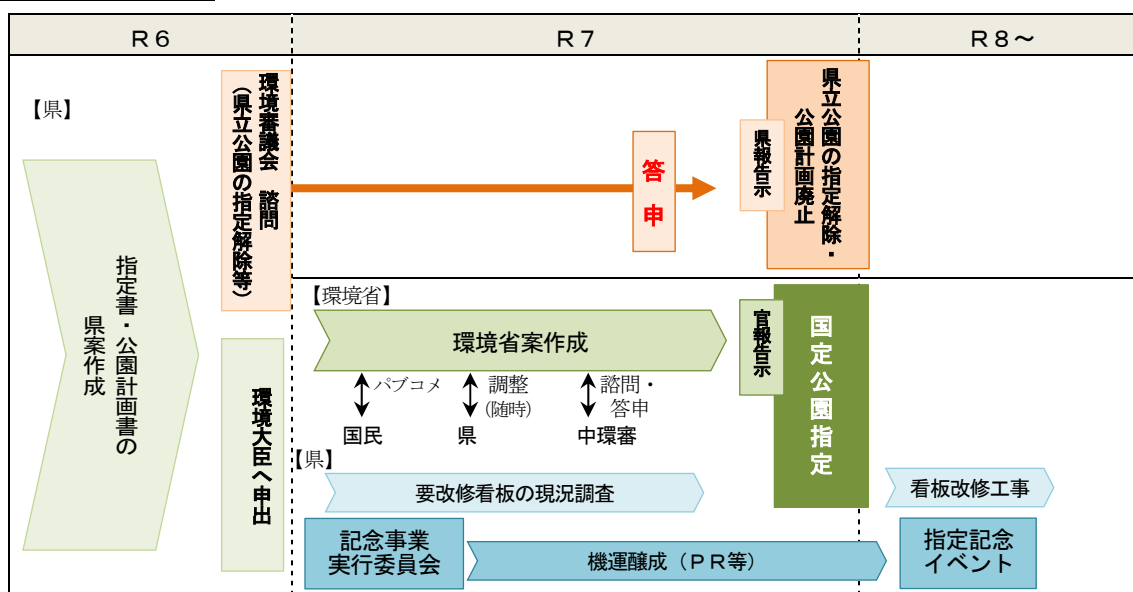 R6
R7
R8～
【県】
指定書・公園計画書の
県案作成
環境審議会　諮問
（県立公園の指定解除等）
答申
県報告示
県立公園の指定解除・
公園計画廃止
環境大臣へ申出
【環境省】
環境省案作成
パブコメ
調整
(随時)
諮問・
答申
国民
県
中環審
官報告示
国定公園指定
【県】
要改修看板の現況調査
看板改修工事
記念事業
実行委員会
機運醸成（ＰＲ等）
指定記念
イベント